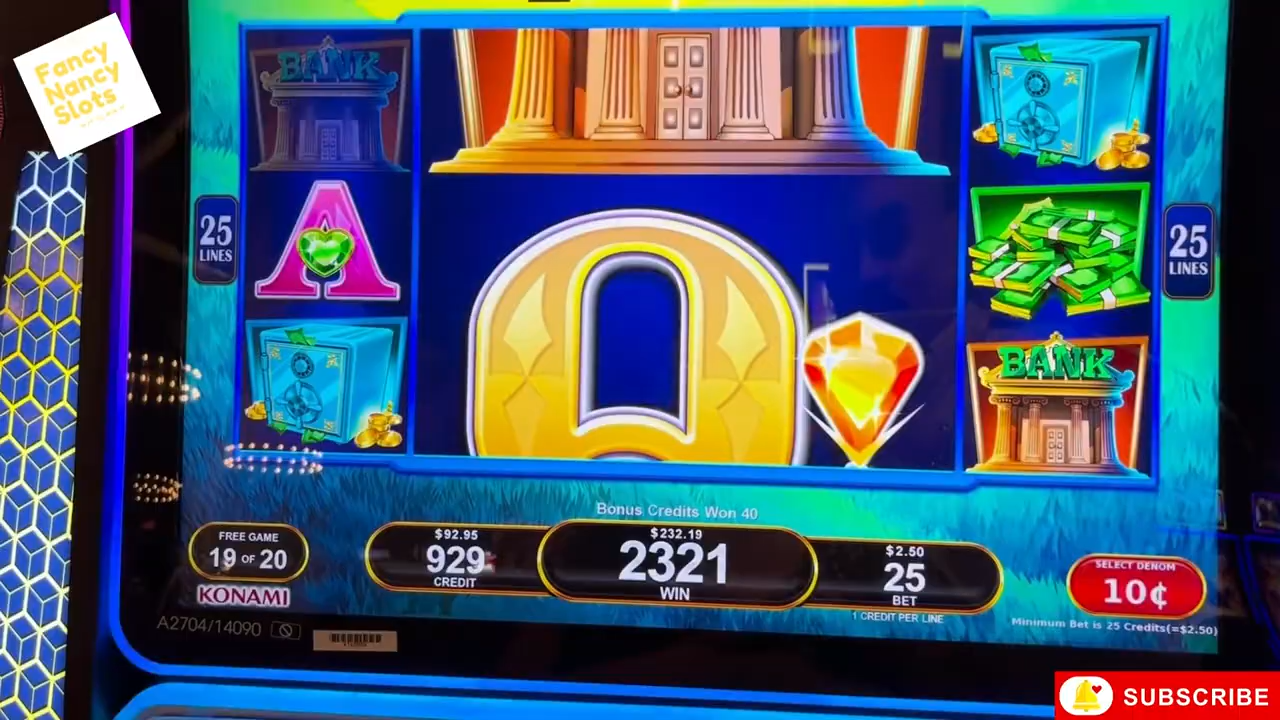 Fancy
Nancy
Slots
BANK
A
25
LINES
25
LINES
Q
BANK
Bonus Credits Won 40
FREE GAME
19 OF 20
$92.95
929
CREDIT
$232.19
2321
WIN
$2.50
25
BET
1 CREDIT PER LINE
SELECT DENOM
10¢
Minimum Bet is 25 Credits(=$2.50)
KONAMI
A2704/14090
SUBSCRIBE